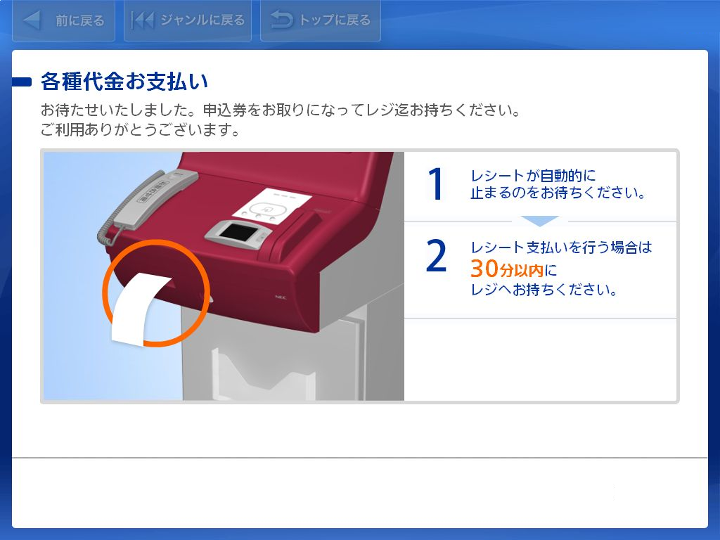 前に戻る
ジャンルに戻る
トップに戻る
各種代金お支払い
お待たせいたしました。申込券をお取りになってレジ迄お持ちください。
ご利用ありがとうございます。
1
レシートが自動的に
止まるのをお待ちください。
2
レシート支払いを行う場合は
30分以内に
レジへお持ちください。